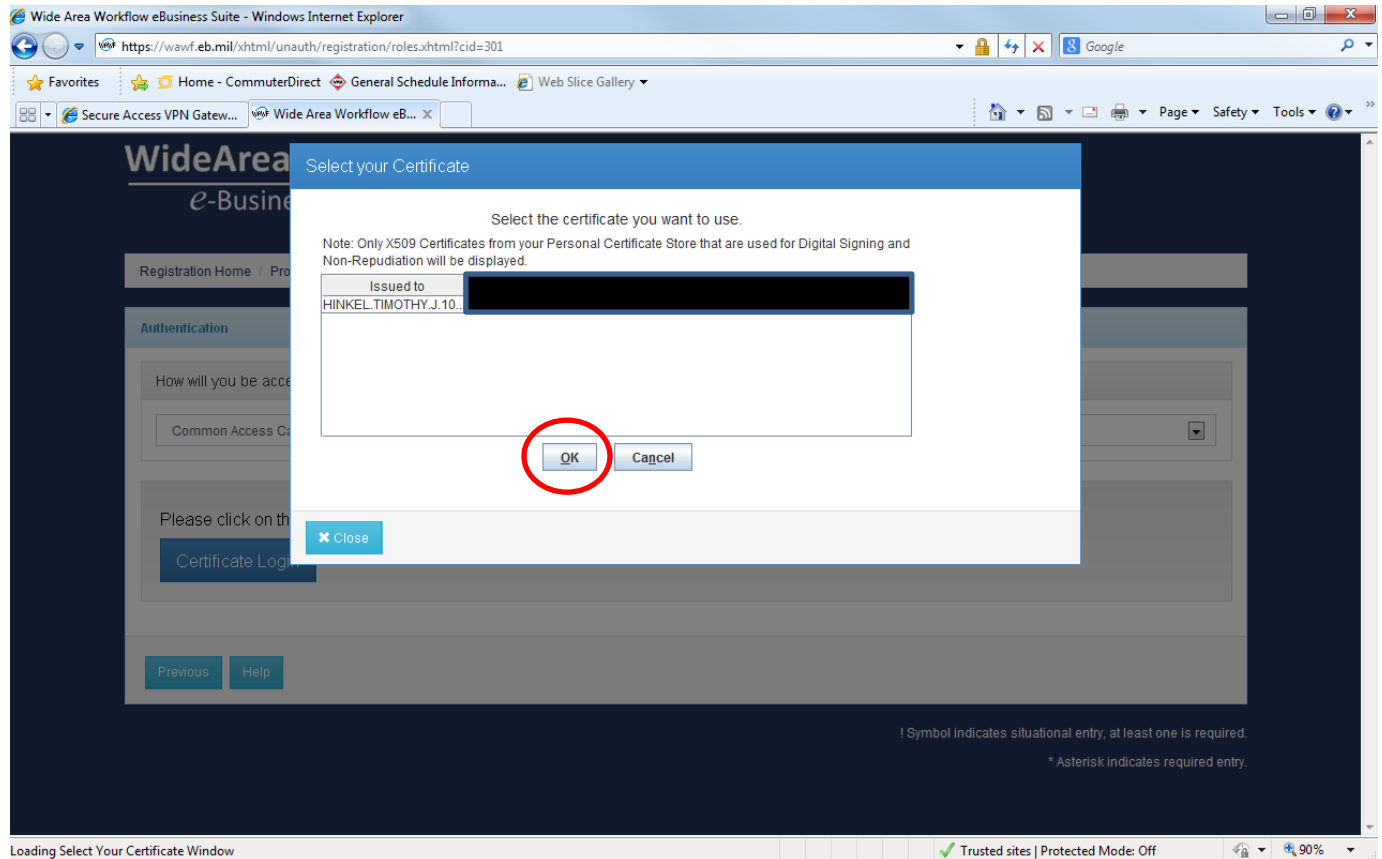 Wide Area Workflow eBusiness Suite - Windows Internet Explorer
https://wawf.eb.mil/xhtml/unauth/registration/roles.xhtml?cid=301
Google
Favorites Home - CommuterDirect General Schedule Informa... Web Slice Gallery
Secure Access VPN Gatew... Wide Area Workflow eB... X Page Safety Tools
WideArea
e-Busine
Select your Certificate
Select the certificate you want to use.
Note: Only X509 Certificates from your Personal Certificate Store that are used for Digital Signing and
Non-Repudiation will be displayed.
Registration Home / Pro
Issued to
HINKEL.TIMOTHY.J.10...
Authentication
How will you be acce
Common Access Ca
OK Cancel
Please click on th
Close
Certificate Login
Previous Help
! Symbol indicates situational entry, at least one is required.
* Asterisk indicates required entry.
Loading Select Your Certificate Window Trusted sites | Protected Mode: Off 90%